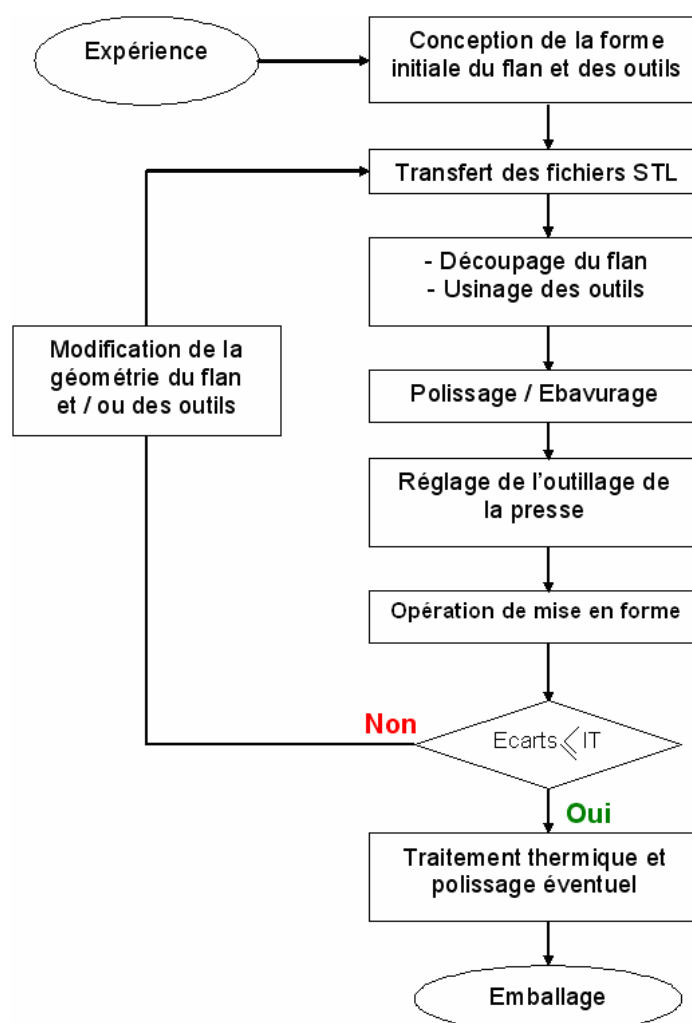 Expérience
Conception de la forme
initiale du flan et des outils
Transfert des fichiers STL
- Découpage du flan
- Usinage des outils
Modification de la
géométrie du flan
et / ou des outils
Polissage / Ebavurage
Réglage de l'outillage de
la presse
Opération de mise en forme
Non
Ecarts ⩽ IT
Oui
Traitement thermique et
polissage éventuel
Emballage